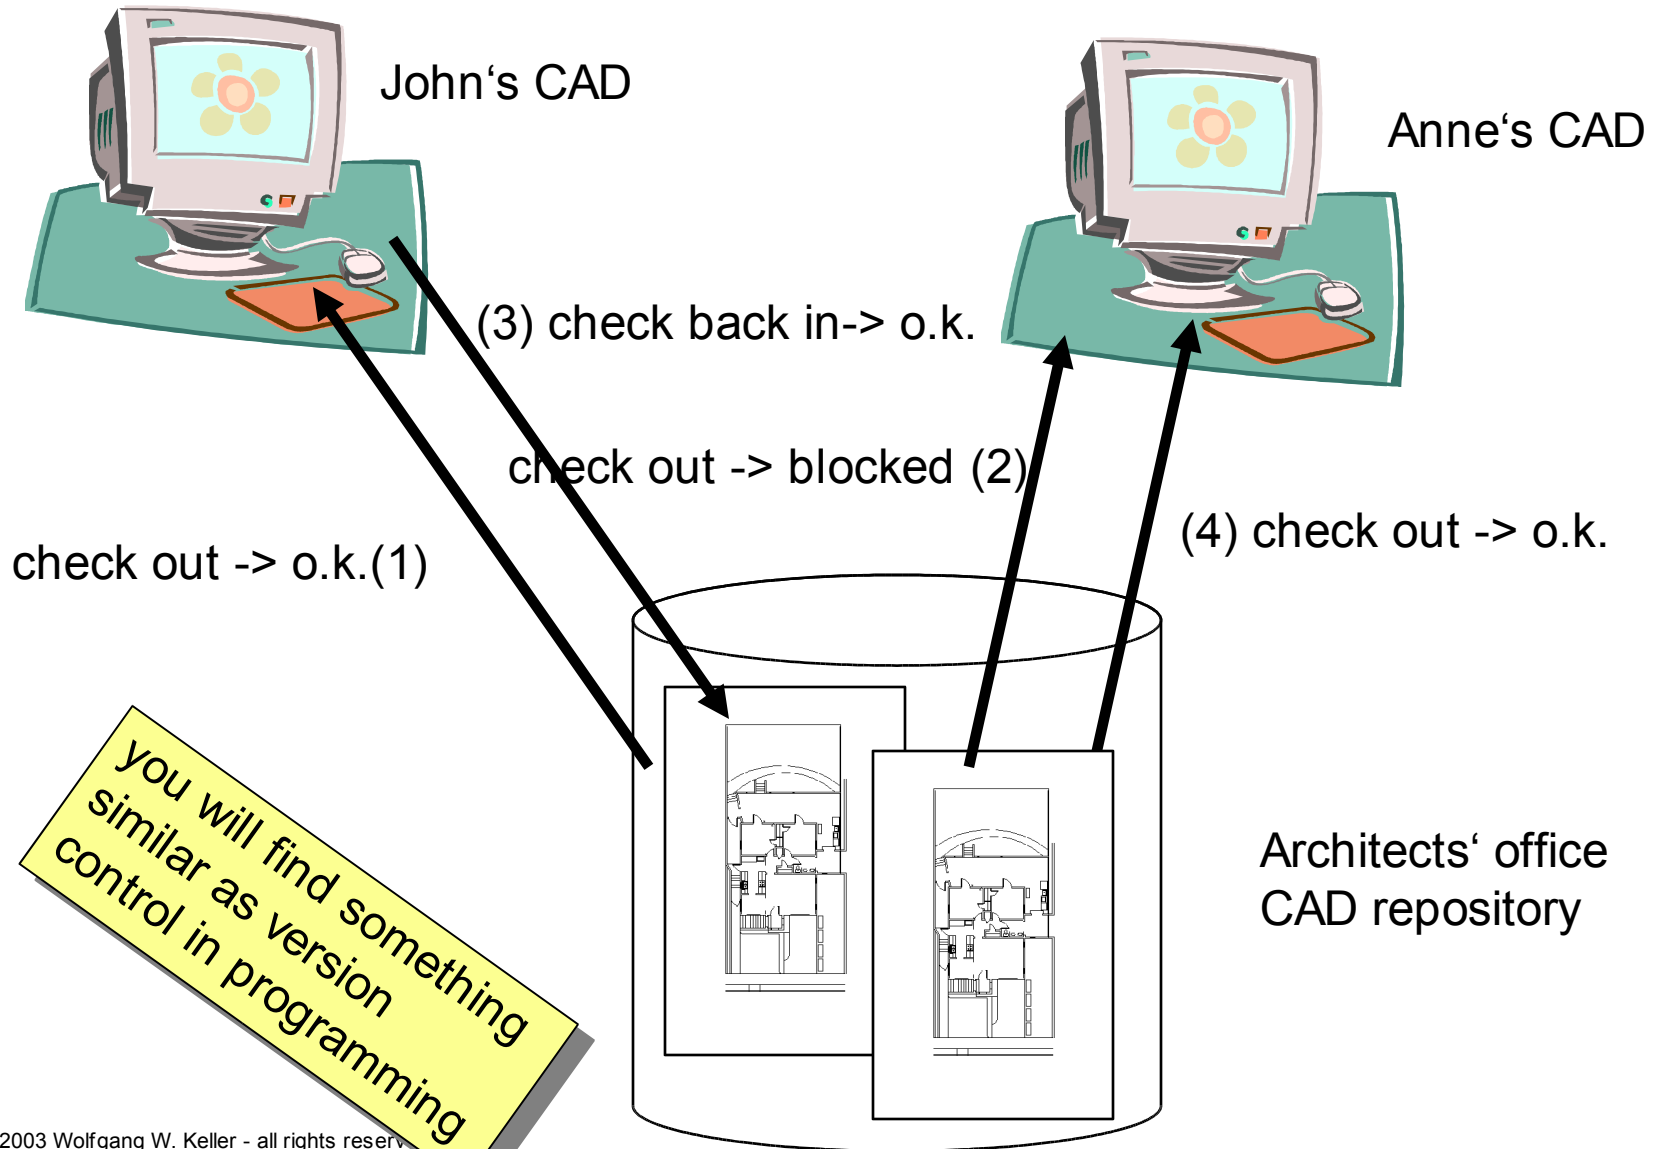 John‘s CAD
Anne‘s CAD
(3) check back in-> o.k.
check out -> blocked (2)
(4) check out -> o.k.
check out -> o.k.(1)
you will find something
similar as version
control in programming
Architects‘ office
CAD repository
2003 Wolfgang W. Keller - all rights reserv